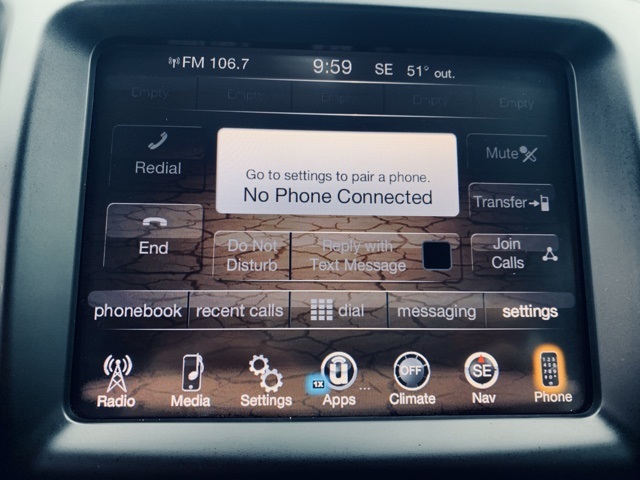 FM 106.7 9:59 SE 51° out.
Empty Empty Empty Empty Empty
Redial
Go to settings to pair a phone.
No Phone Connected
Mute
Transfer
End
Do Not
Disturb
Reply with
Text Message
Join
Calls
phonebook recent calls dial messaging settings
OFF SE
1X ...
Radio Media Settings Apps Climate Nav Phone